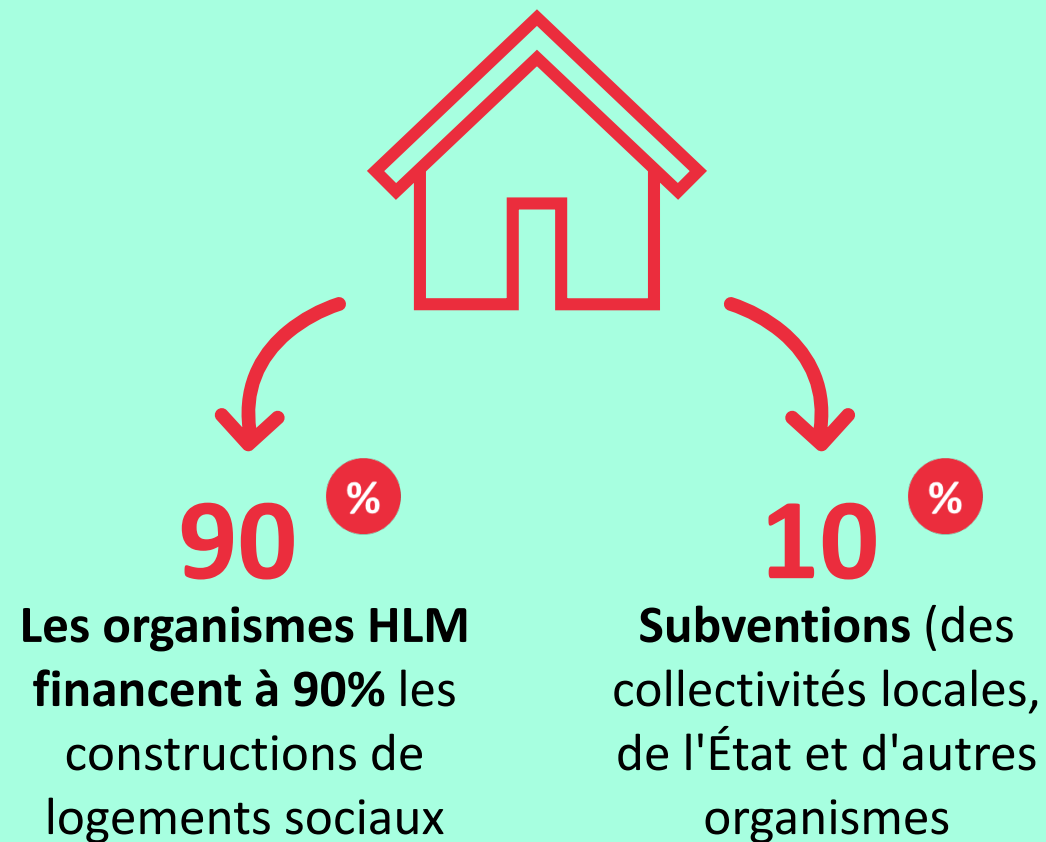 90 %
Les organismes HLM
financent à 90% les
constructions de
logements sociaux
10 %
Subventions (des
collectivités locales,
de l'État et d'autres
organismes